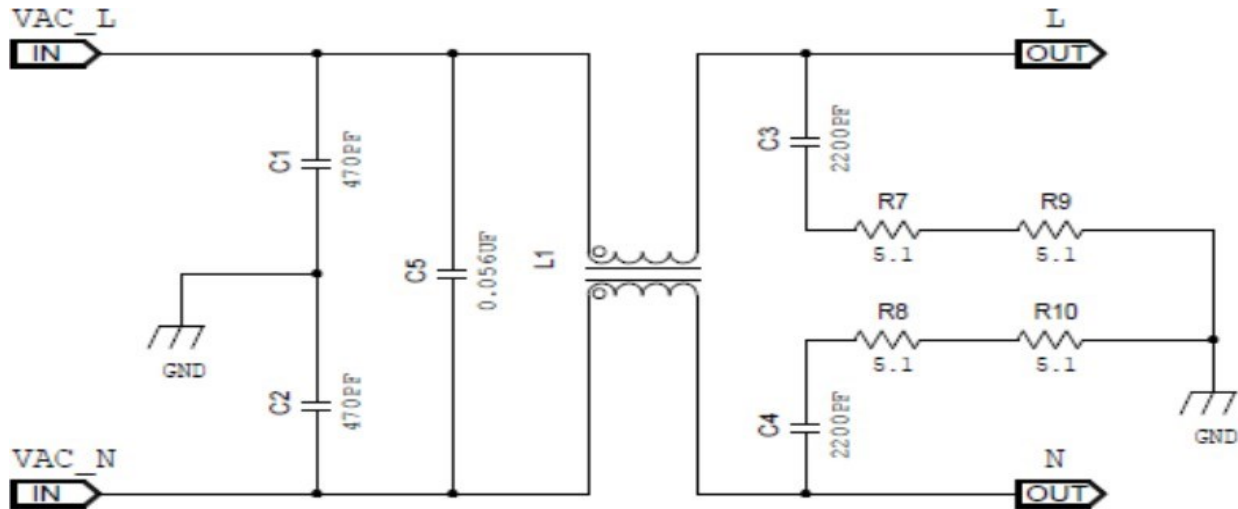 VAC_L
IN
L
OUT
C1
470PF
C5
0.056UF
L1
C3
2200PF
R7
5.1
R9
5.1
GND
R8
5.1
R10
5.1
C2
470PF
C4
2200PF
GND
VAC_N
IN
N
OUT